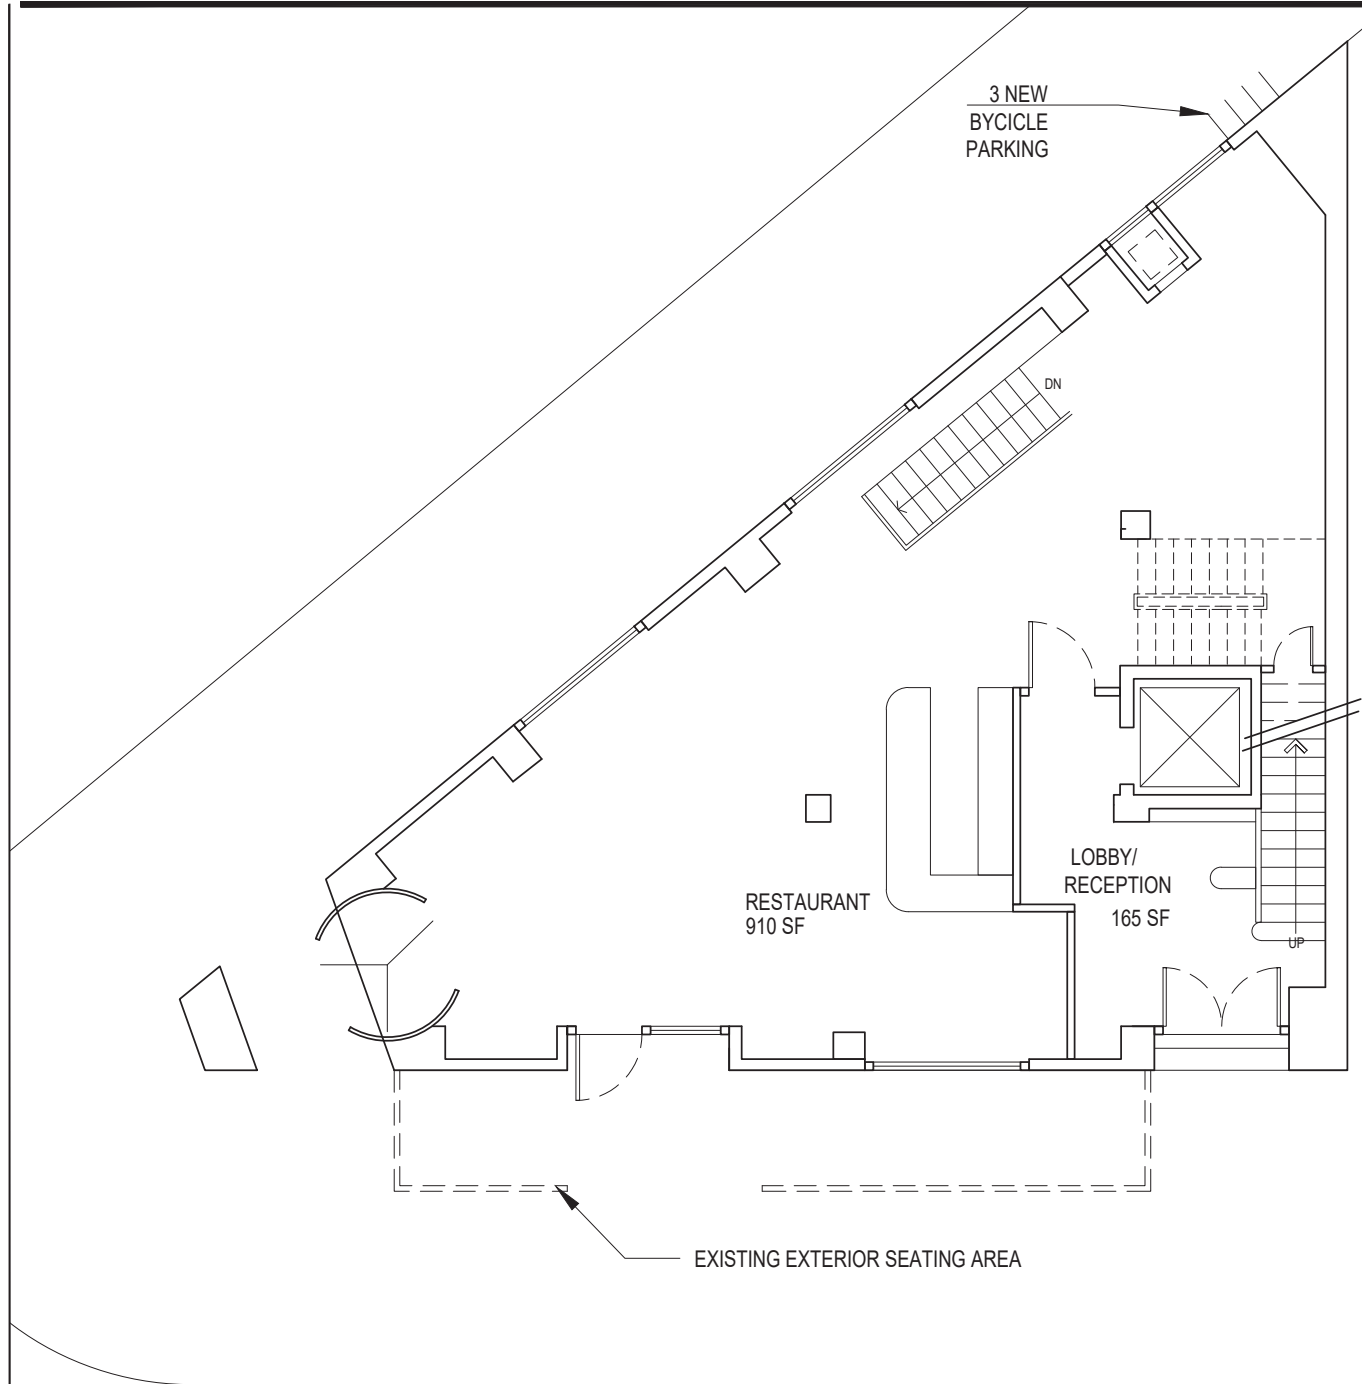 3 NEW
BYCICLE
PARKING
DN
LOBBY/
RECEPTION
165 SF
RESTAURANT
910 SF
UP
EXISTING EXTERIOR SEATING AREA